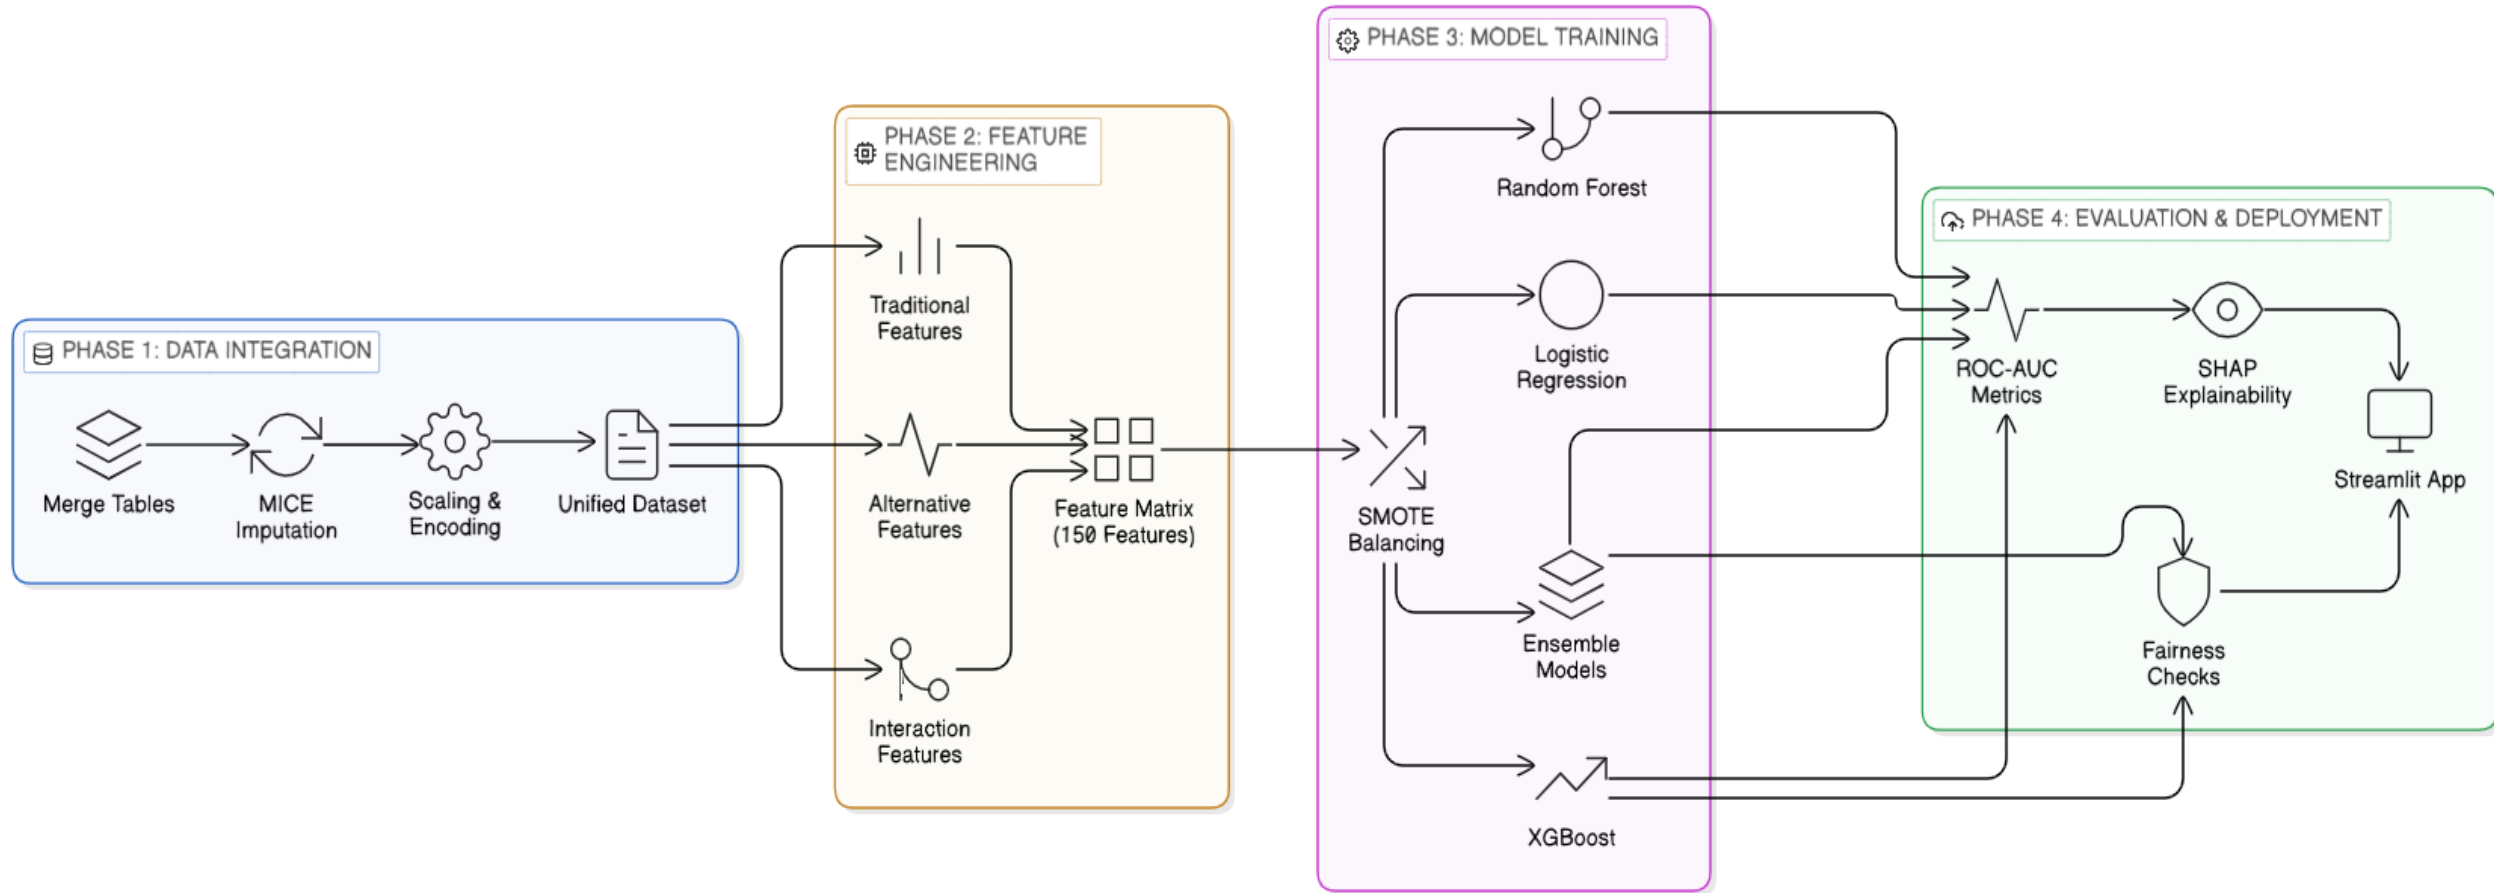 PHASE 1: DATA INTEGRATION
Merge Tables
MICE
Imputation
Scaling &
Encoding
Unified Dataset
PHASE 2: FEATURE
ENGINEERING
Traditional
Features
Alternative
Features
Interaction
Features
Feature Matrix
(150 Features)
PHASE 3: MODEL TRAINING
SMOTE
Balancing
Random Forest
Logistic
Regression
Ensemble
Models
XGBoost
PHASE 4: EVALUATION & DEPLOYMENT
ROC-AUC
Metrics
SHAP
Explainability
Streamlit App
Fairness
Checks